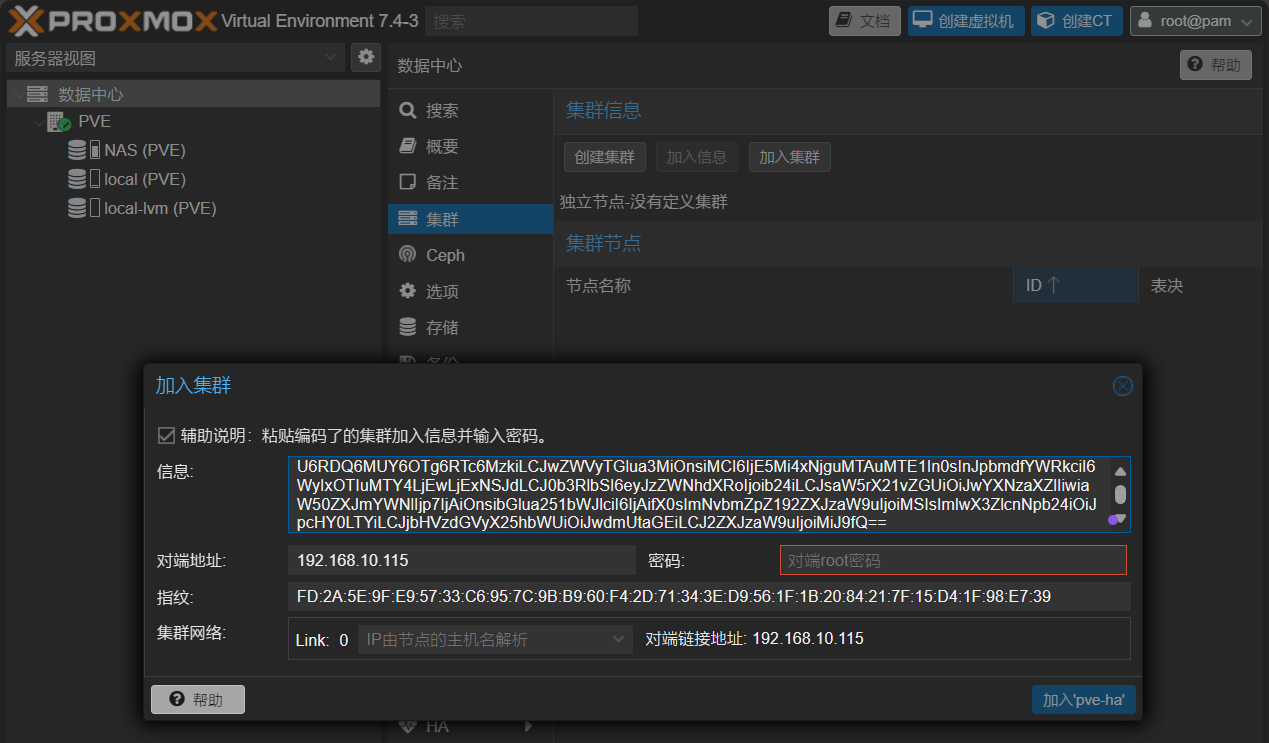 PROXMOX Virtual Environment 7.4-3 搜索 文档 创建虚拟机 创建CT root@pam
服务器视图
数据中心
PVE
NAS (PVE)
local (PVE)
local-lvm (PVE)
数据中心 帮助
搜索
概要
备注
集群
Ceph
选项
存储
备份
HA
集群信息
创建集群 加入信息 加入集群
独立节点-没有定义集群
集群节点
节点名称 ID ↑ 表决
加入集群
辅助说明: 粘贴编码了的集群加入信息并输入密码。
信息:
U6RDQ6MUY6OTg6RTc6MzkiLCJwZWVyTGlua3MiOnsiMCI6IjE5Mi4xNjguMTAuMTE1In0sInJpbmdfYWRkciI6
WyIxOTIuMTY4LjEwLjExNSJdLCJ0b3RlbSI6eyJzZWNhdXRoIjoib24iLCJsaW5rX21vZGUiOiJwYXNzaXZlIiwia
W50ZXJmYWNlIjp7IjAiOnsibGlua251bWJlciI6IjAifX0sImNvbmZpZ192ZXJzaW9uIjoiMSIsImlwX3ZlcnNpb24iOiJ
pcHY0LTYiLCJjbHVzdGVyX25hbWUiOiJwdmUtaGEiLCJ2ZXJzaW9uIjoiMiJ9fQ==
对端地址: 192.168.10.115 密码: 对端root密码
指纹: FD:2A:5E:9F:E9:57:33:C6:95:7C:9B:B9:60:F4:2D:71:34:3E:D9:56:1F:1B:20:84:21:7F:15:D4:1F:98:E7:39
集群网络: Link: 0 IP由节点的主机名解析 对端链接地址: 192.168.10.115
帮助 加入'pve-ha'